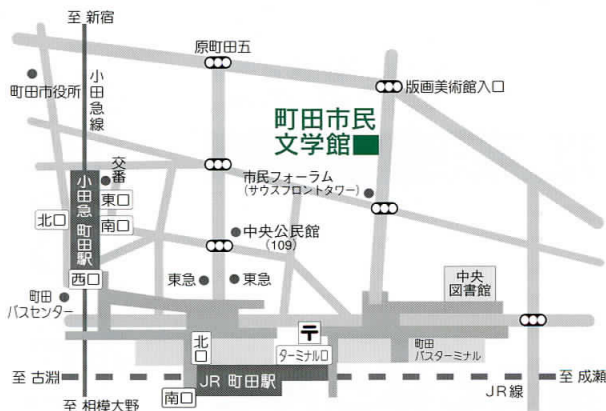 至 新宿
小田急線
原町田五
町田市役所
版画美術館入口
町田市民
文学館
交番
市民フォーラム
(サウスフロントタワー)
小田急 町田駅
東口
北口
南口
中央公民館
(109)
西口
東急
東急
中央
図書館
町田
バスセンター
北口
〒
ターミナル口
町田
バスターミナル
至 古淵
南口
JR 町田駅
至 成瀬
JR線
至 相模大野